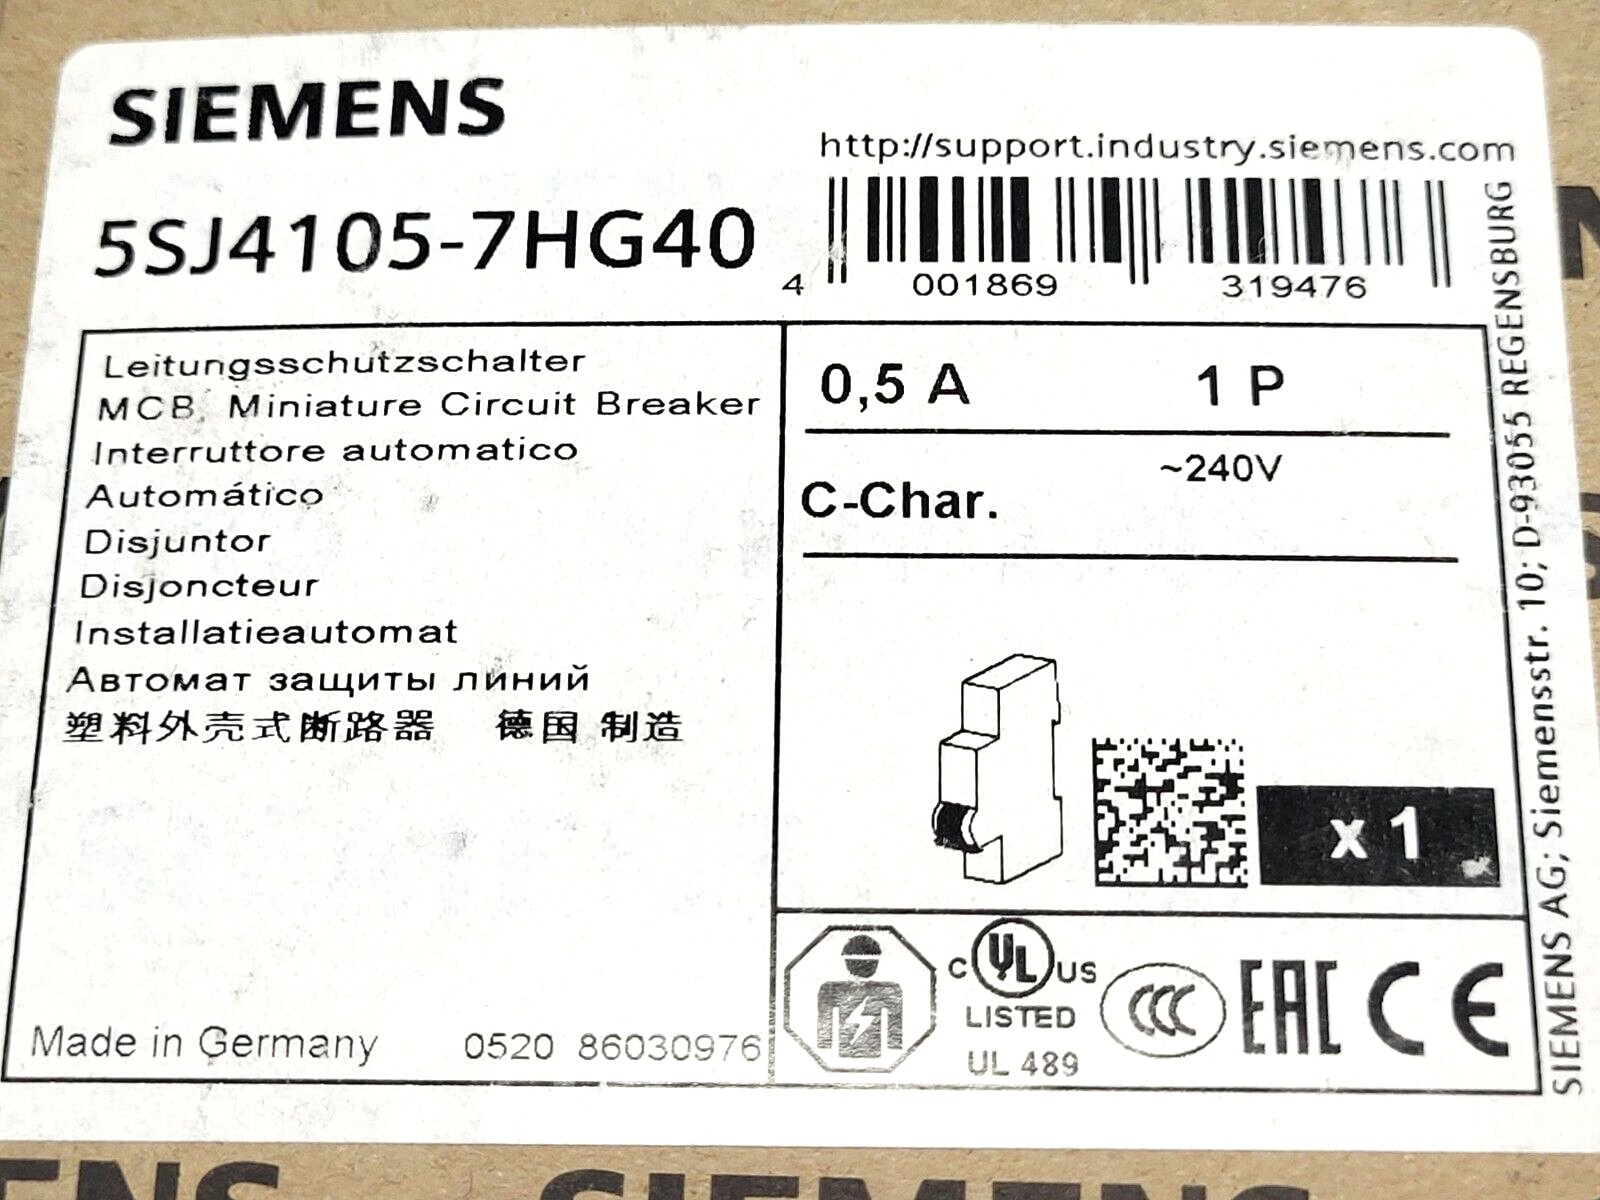 SIEMENS
http://support.industry.siemens.com
5SJ4105-7HG40
4 001869 319476
Leitungsschutzschalter
MCB, Miniature Circuit Breaker
Interruttore automatico
Automático
Disjuntor
Disjoncteur
Installatieautomat
Автомат защиты линий
塑料外壳式断路器 德国 制造
Made in Germany 0520 86030976
0,5 A 1 P
~240V
C-Char.
x 1
C UL US
LISTED
UL 489
CCC
EAC
CE
SIEMENS AG; Siemensstr. 10; D-93055 REGENSBURG
SIEMENS